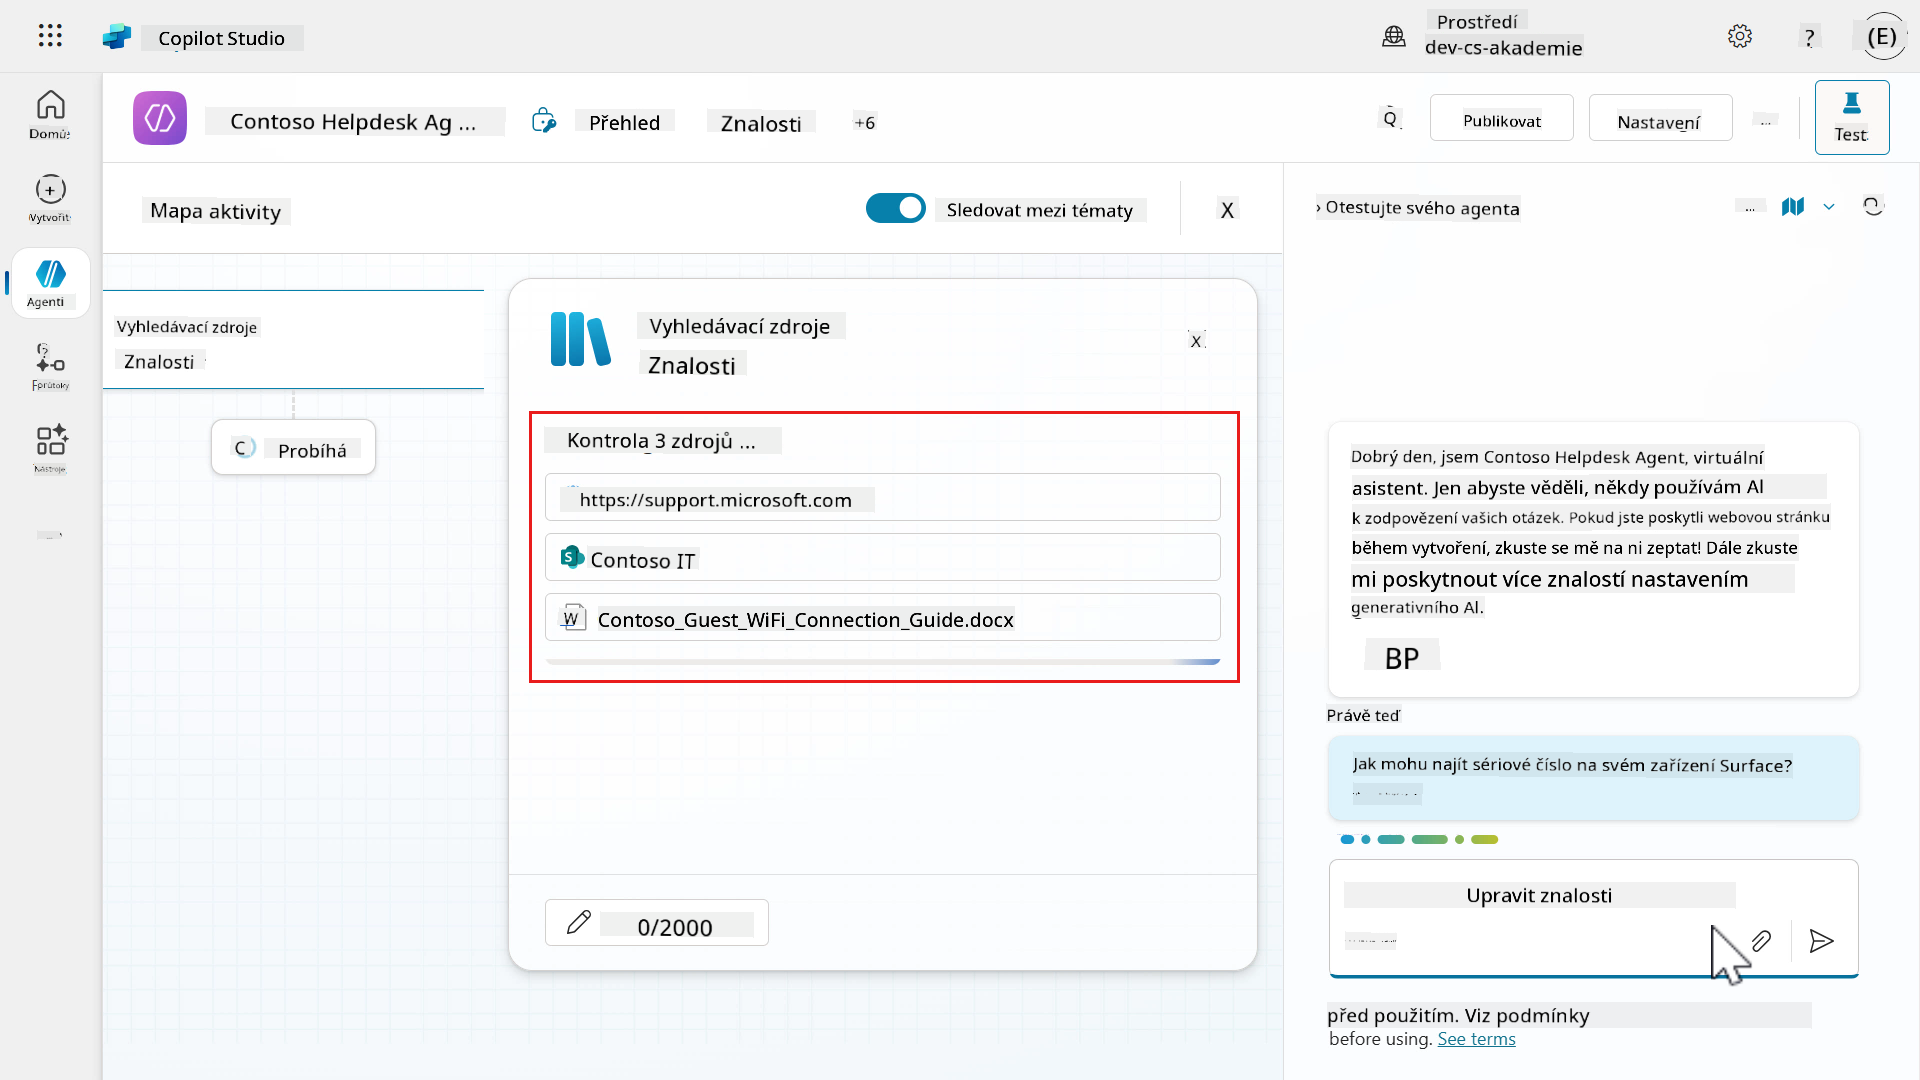 Copilot Studio
Prostředí
dev-cs-akademie
?
(E)
Domů
Vytvořit
Agenti
Nástroje
Contoso Helpdesk Ag ...
Přehled
Znalosti
+6
Publikovat
Nastavení
...
Test
Mapa aktivity
Sledovat mezi tématy
X
› Otestujte svého agenta
...
Vyhledávací zdroje
Znalosti
Probíhá
Vyhledávací zdroje
Znalosti
X
Kontrola 3 zdrojů ...
https://support.microsoft.com
Contoso IT
Contoso_Guest_WiFi_Connection_Guide.docx
0/2000
Dobrý den, jsem Contoso Helpdesk Agent, virtuální
asistent. Jen abyste věděli, někdy používám AI
k zodpovězení vašich otázek. Pokud jste poskytli webovou stránku
během vytvoření, zkuste se mě na ni zeptat! Dále zkuste
mi poskytnout více znalostí nastavením
generativního AI.
BP
Právě teď
Jak mohu najít sériové číslo na svém zařízení Surface?
Upravit znalosti
před použitím. Viz podmínky
before using. See terms